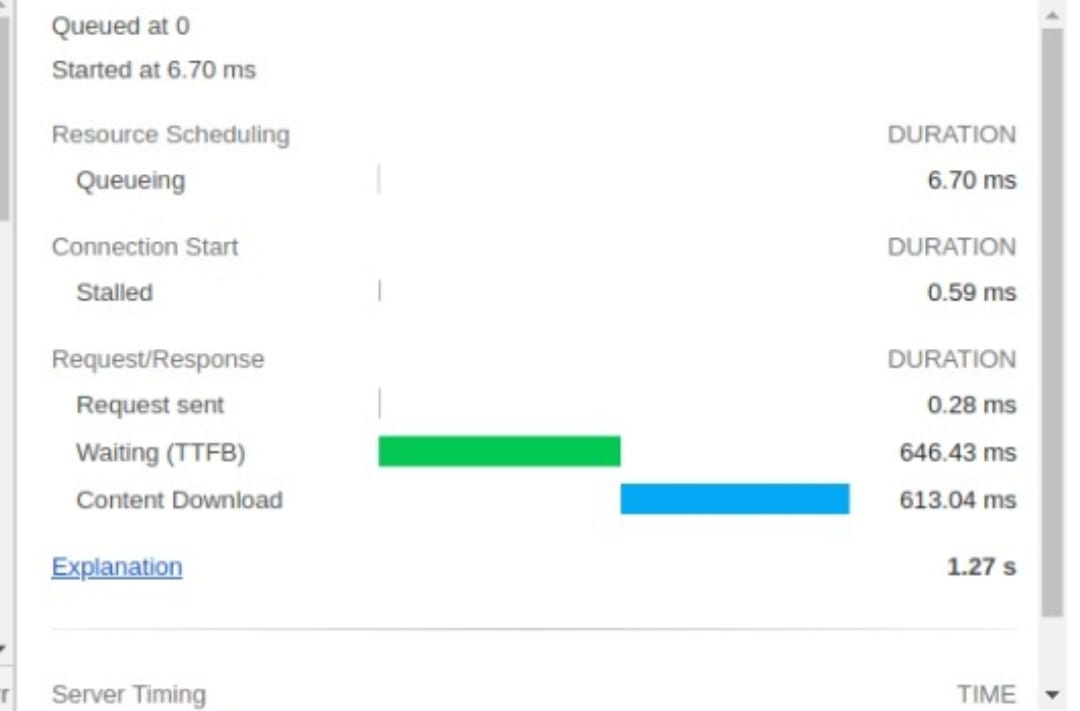 Queued at 0
Started at 6.70 ms
Resource Scheduling DURATION
Queueing 6.70 ms
Connection Start DURATION
Stalled 0.59 ms
Request/Response DURATION
Request sent 0.28 ms
Waiting (TTFB) 646.43 ms
Content Download 613.04 ms
Explanation 1.27 s
Server Timing TIME